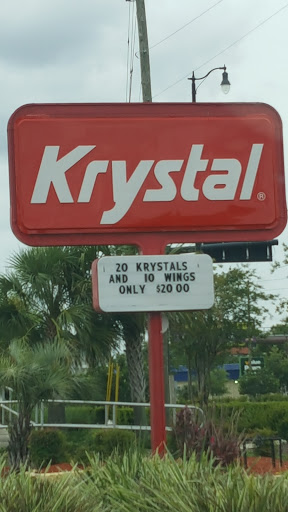 Krystal®
20 KRYSTALS
AND 10 WINGS
ONLY $20 00